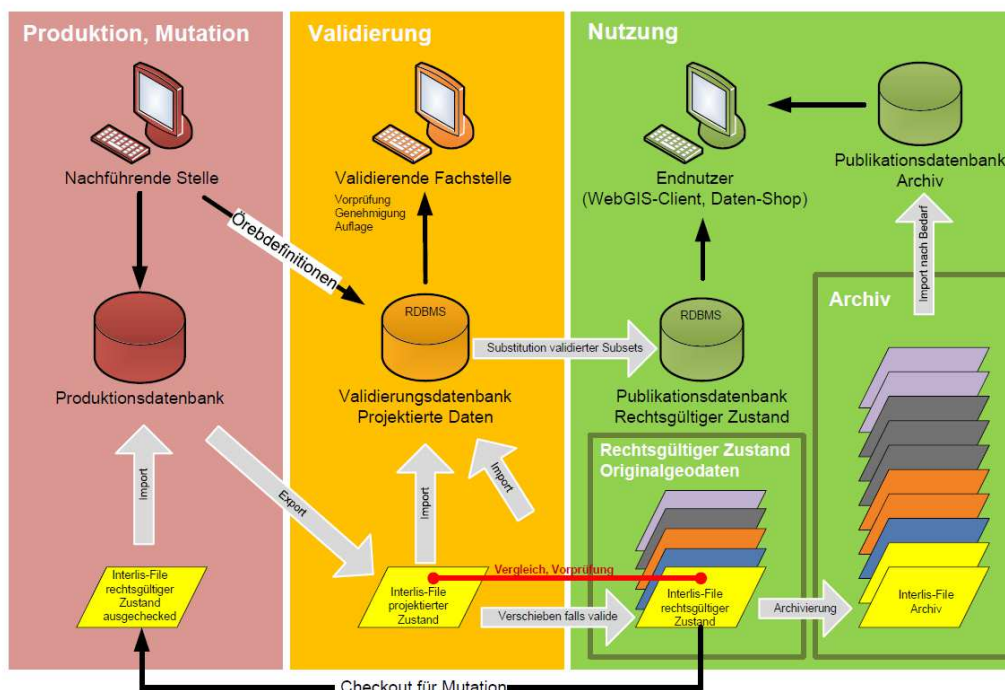 Produktion, Mutation
Nachführende Stelle
Örebdefinitionen
Produktionsdatenbank
Import
Export
Interlis-File
rechtsgültiger
Zustand
ausgechecked
Validierung
Validierende Fachstelle
Vorprüfung
Genehmigung
Auflage
RDBMS
Substitution validierter Subsets
Validierungsdatenbank
Projektierte Daten
Import
Import
Interlis-File
projektierter
Zustand
Vergleich, Vorprüfung
Verschieben falls valide
Nutzung
Endnutzer
(WebGIS-Client, Daten-Shop)
Publikationsdatenbank
Archiv
Import nach Bedarf
RDBMS
Publikationsdatenbank
Rechtsgültiger Zustand
Rechtsgültiger Zustand
Originalgeodaten
Interlis-File
rechtsgültiger
Zustand
Archivierung
Archiv
Interlis-File
Archiv
Checkout für Mutation